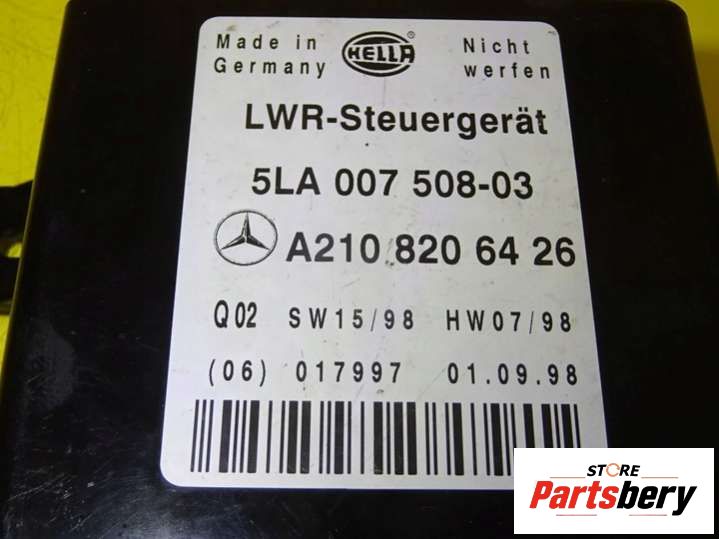 Made in Germany
HELLA
Nicht werfen
LWR-Steuergerät
5LA 007 508-03
A210 820 64 26
Q02 SW15/98 HW07/98
(06) 017997 01.09.98
STORE
Partsbery